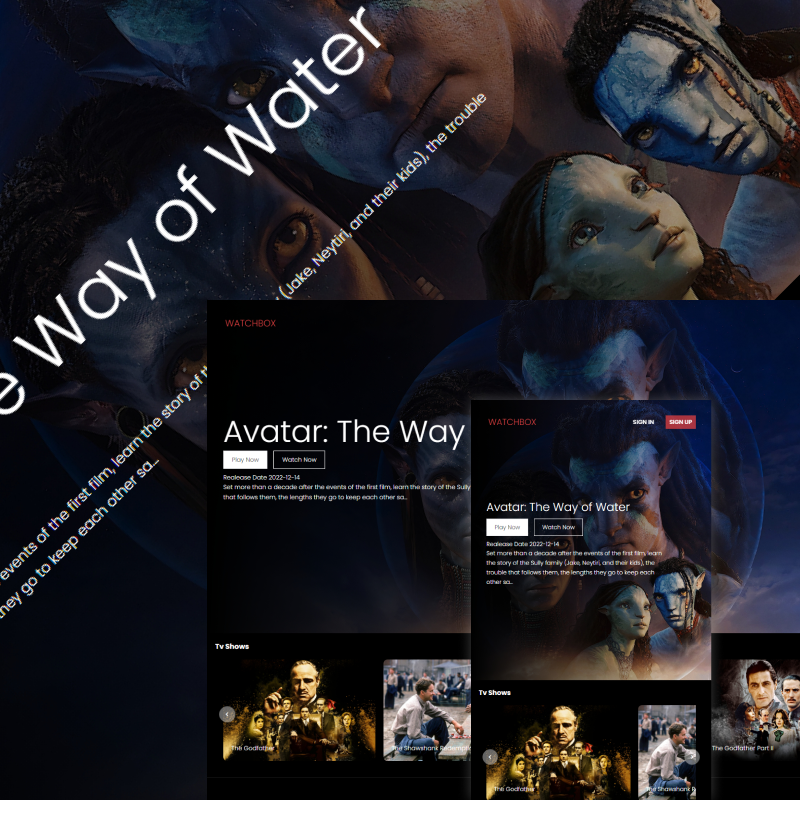 e Way of Water
(Jake, Neytiri, and their kids), the trouble
events of the first film, learn the story of t
they go to keep each other sa...
WATCHBOX
Avatar: The Way
Play Now
Watch Now
Realease Date 2022-12-14
Set more than a decade after the events of the first film, learn the story of the Sully
that follows them, the lengths they go to keep each other sa...
Tv Shows
The Godfather
The Shawshank Redemptio
The Godfather Part II
WATCHBOX
SIGN IN
SIGN UP
Avatar: The Way of Water
Play Now
Watch Now
Realease Date 2022-12-14
Set more than a decade after the events of the first film, learn
the story of the Sully family (Jake, Neytiri, and their kids), the
trouble that follows them, the lengths they go to keep each
other sa...
Tv Shows
The Godfather
The Shawshank R